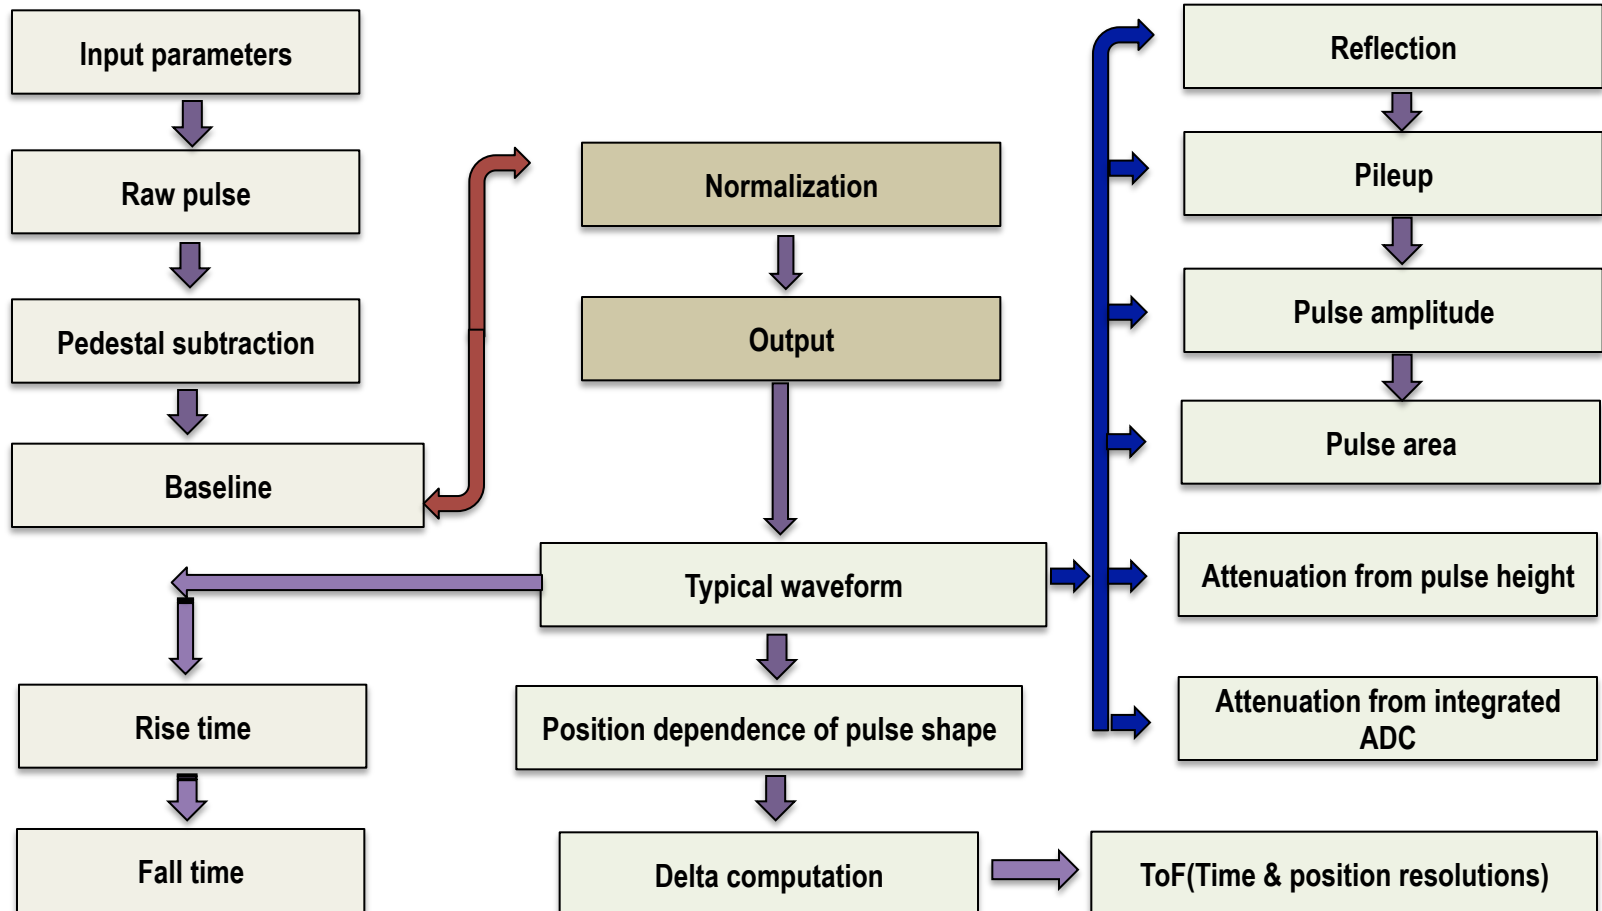 Input parameters
Raw pulse
Pedestal subtraction
Baseline
Normalization
Output
Typical waveform
Rise time
Fall time
Position dependence of pulse shape
Delta computation
ToF(Time & position resolutions)
Reflection
Pileup
Pulse amplitude
Pulse area
Attenuation from pulse height
Attenuation from integrated
ADC